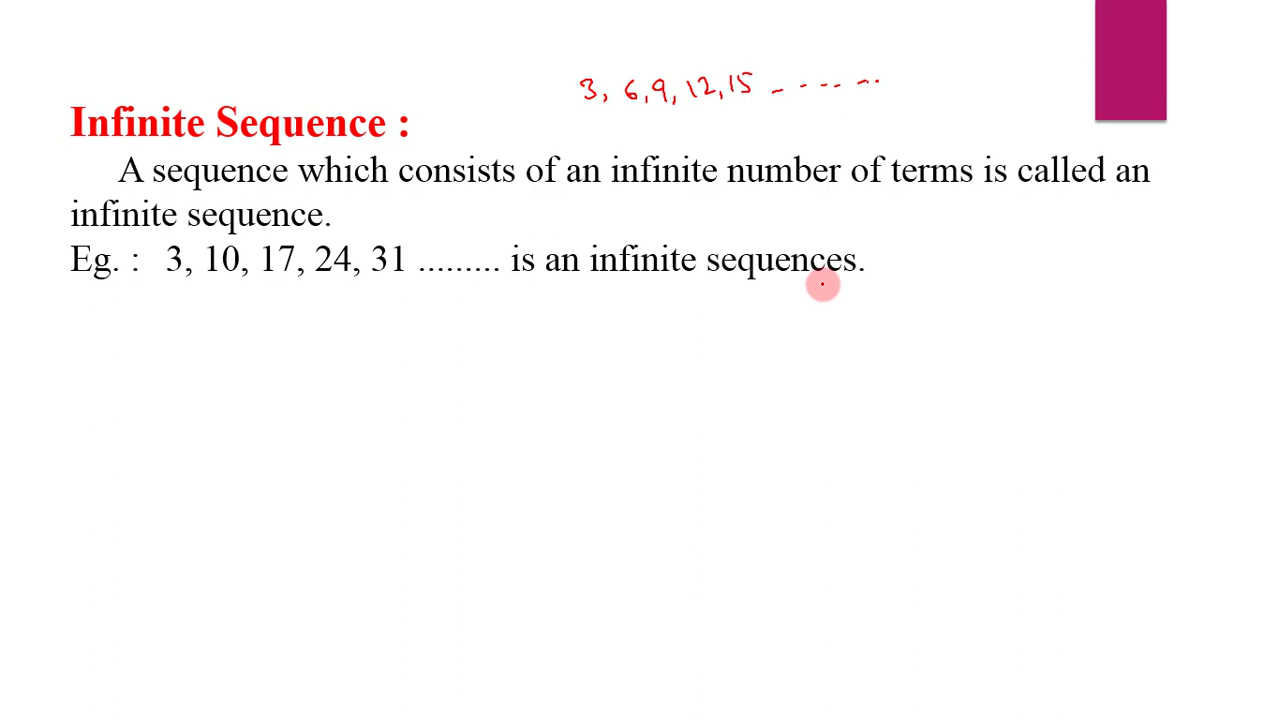 3, 6, 9, 12, 15 - - - - - -
Infinite Sequence :
A sequence which consists of an infinite number of terms is called an
infinite sequence.
Eg. : 3, 10, 17, 24, 31 ......... is an infinite sequences.